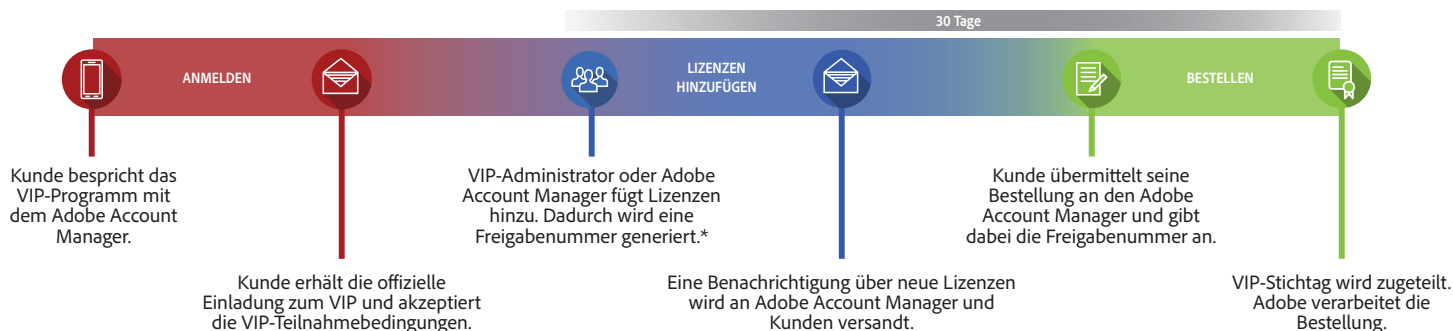 30 Tage
ANMELDEN
LIZENZEN
HINZUFÜGEN
BESTELLEN
Kunde bespricht das
VIP-Programm mit
dem Adobe Account
Manager.
Kunde erhält die offizielle
Einladung zum VIP und akzeptiert
die VIP-Teilnahmebedingungen.
VIP-Administrator oder Adobe
Account Manager fügt Lizenzen
hinzu. Dadurch wird eine
Freigabenummer generiert.*
Eine Benachrichtigung über neue Lizenzen
wird an Adobe Account Manager und
Kunden versandt.
Kunde übermittelt seine
Bestellung an den Adobe
Account Manager und gibt
dabei die Freigabenummer an.
VIP-Stichtag wird zugeteilt.
Adobe verarbeitet die
Bestellung.